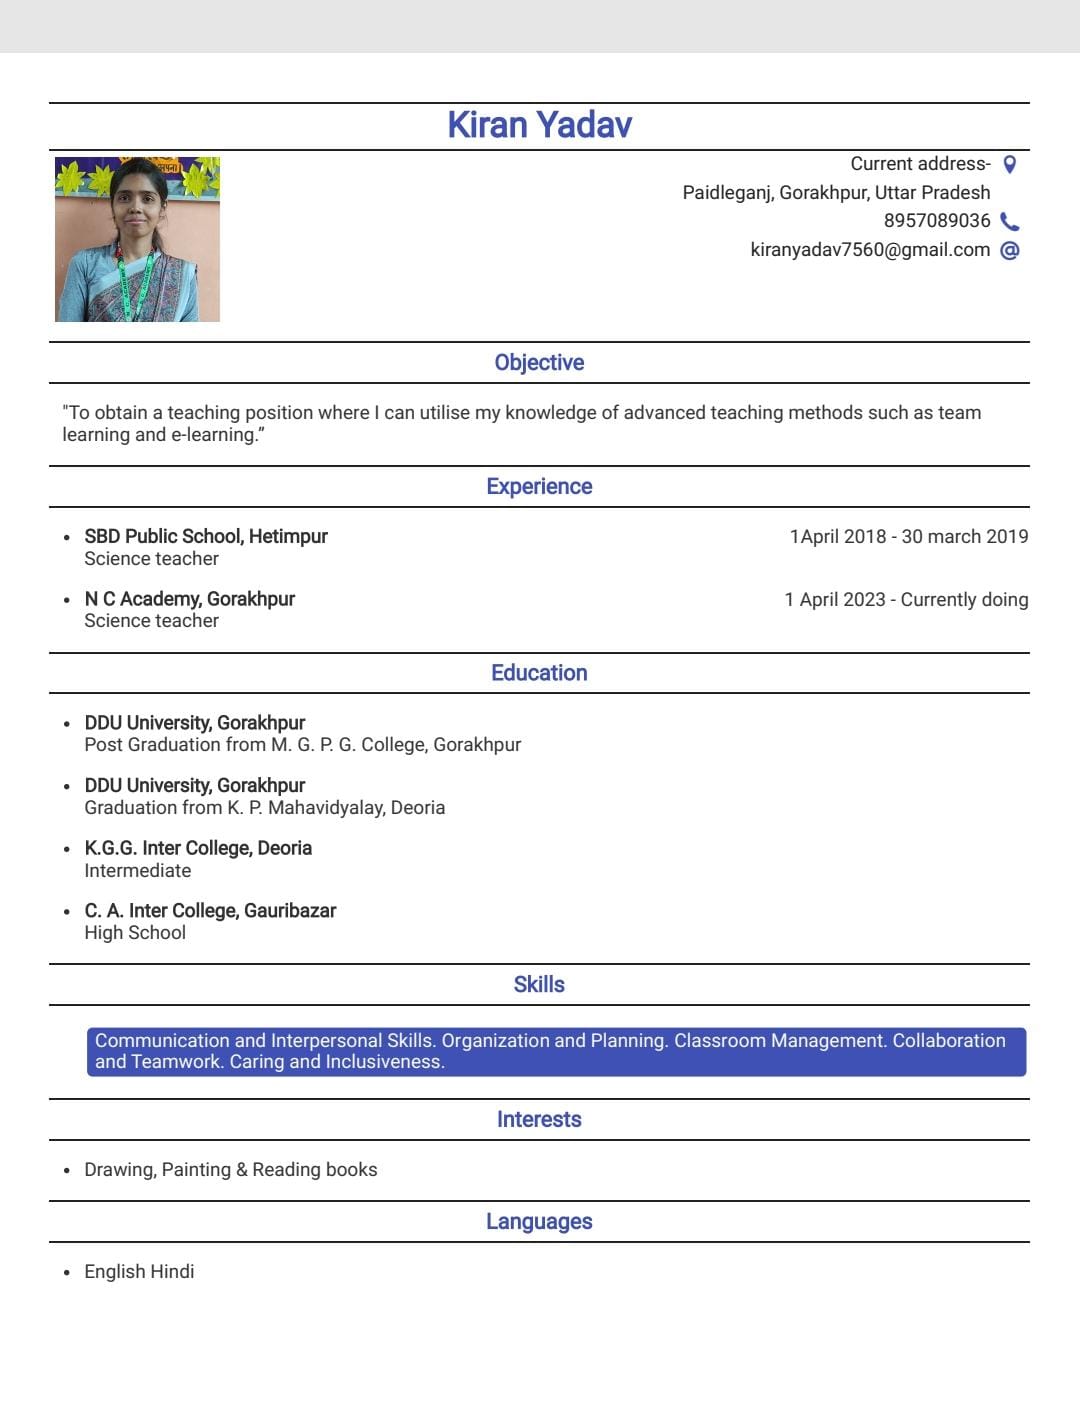 Kiran Yadav
Current address-
Paidleganj, Gorakhpur, Uttar Pradesh
8957089036
kiranyadav7560@gmail.com
Objective
"To obtain a teaching position where I can utilise my knowledge of advanced teaching methods such as team
learning and e-learning.”
Experience
• SBD Public School, Hetimpur 1April 2018 - 30 march 2019
Science teacher
• N C Academy, Gorakhpur 1 April 2023 - Currently doing
Science teacher
Education
• DDU University, Gorakhpur
Post Graduation from M. G. P. G. College, Gorakhpur
• DDU University, Gorakhpur
Graduation from K. P. Mahavidyalay, Deoria
• K.G.G. Inter College, Deoria
Intermediate
• C. A. Inter College, Gauribazar
High School
Skills
Communication and Interpersonal Skills. Organization and Planning. Classroom Management. Collaboration
and Teamwork. Caring and Inclusiveness.
Interests
• Drawing, Painting & Reading books
Languages
• English Hindi